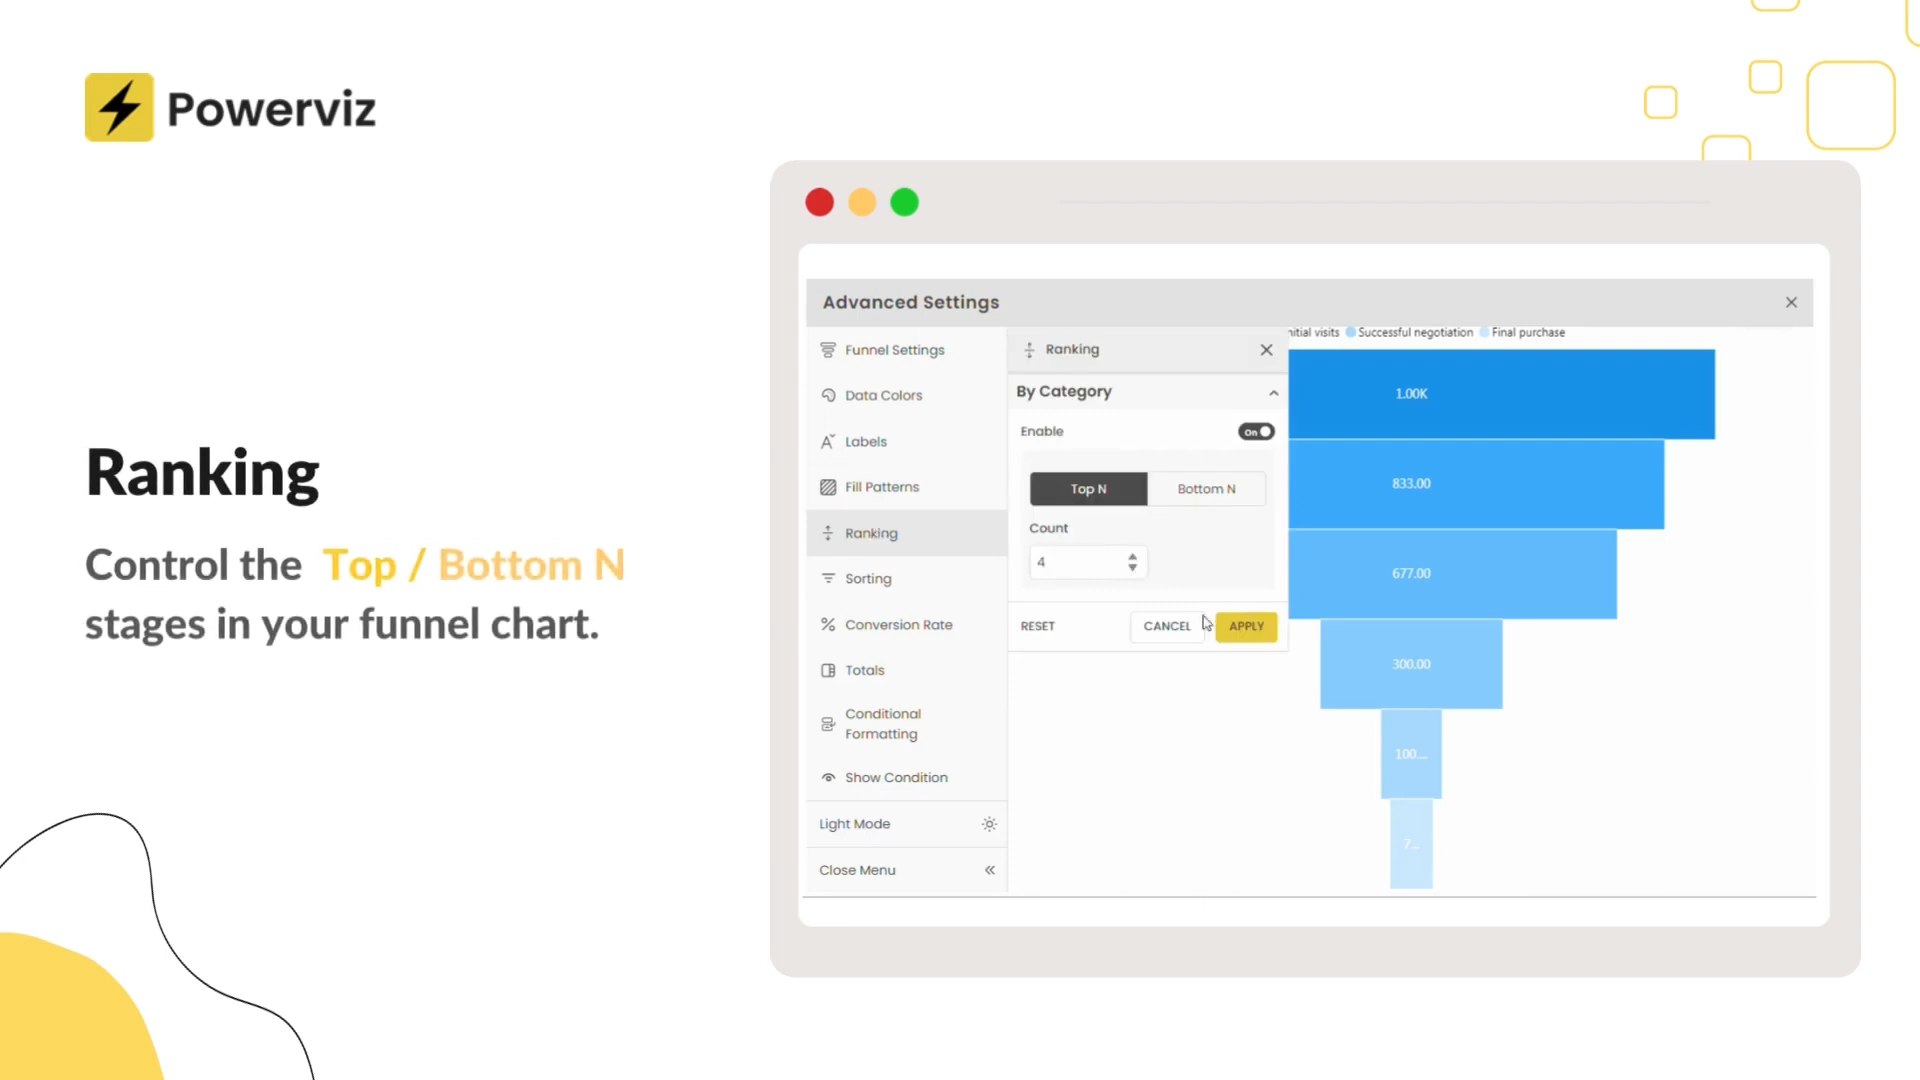 Powerviz
Ranking
Control the Top / Bottom N
stages in your funnel chart.
Advanced Settings
Funnel Settings
Data Colors
Labels
Fill Patterns
Ranking
Sorting
Conversion Rate
Totals
Conditional
Formatting
Show Condition
Light Mode
Close Menu
Ranking
By Category
Enable
On
Top N
Bottom N
Count
4
RESET
CANCEL
APPLY
nitial visits Successful negotiation Final purchase
1.00K
833.00
677.00
300.00
100...
7...